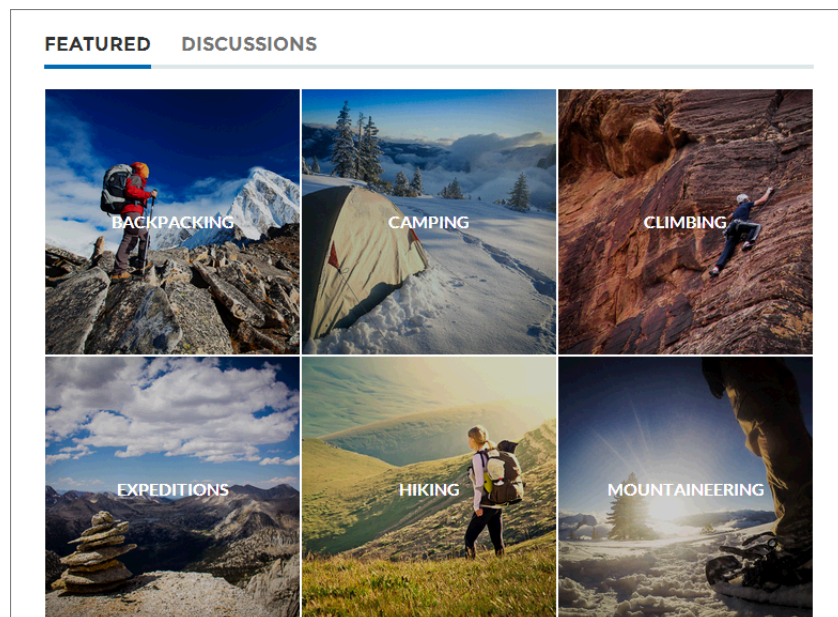 FEATURED DISCUSSIONS
BACKPACKING CAMPING CLIMBING
EXPEDITIONS HIKING MOUNTAINEERING